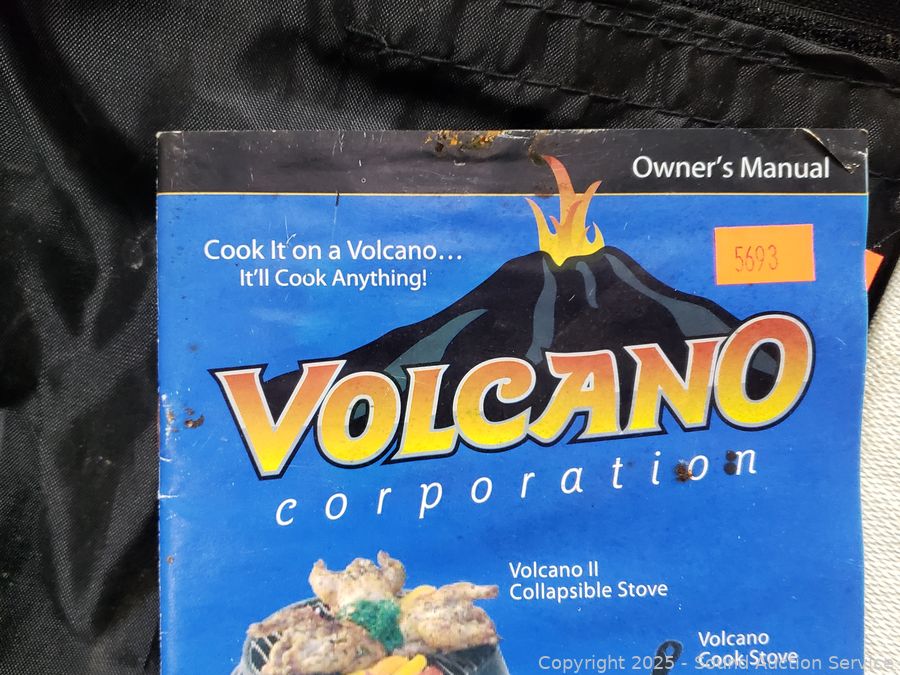 Owner's Manual
Cook It on a Volcano...
It'll Cook Anything!
5693
VOLCANO
corporation
Volcano II
Collapsible Stove
Volcano
Cook Stove
Copyright 2025 - Sound Auction Service